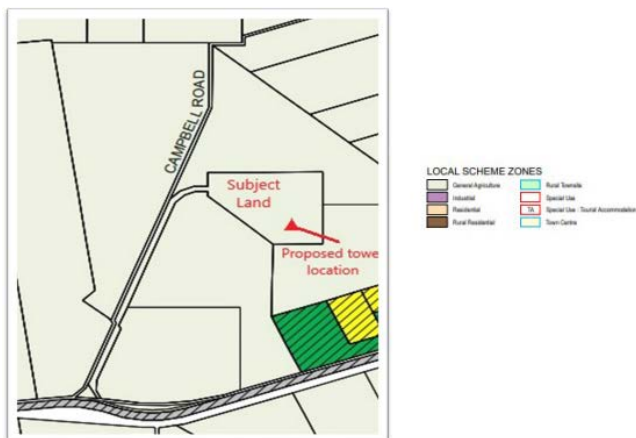 CAMPBELL ROAD
Subject
Land
Proposed towe
location
LOCAL SCHEME ZONES
General Agriculture
Industrial
Residential
Rural Residential
Rural Townsite
Special Use
TA Special Use - Tourist Accommodation
Town Centre